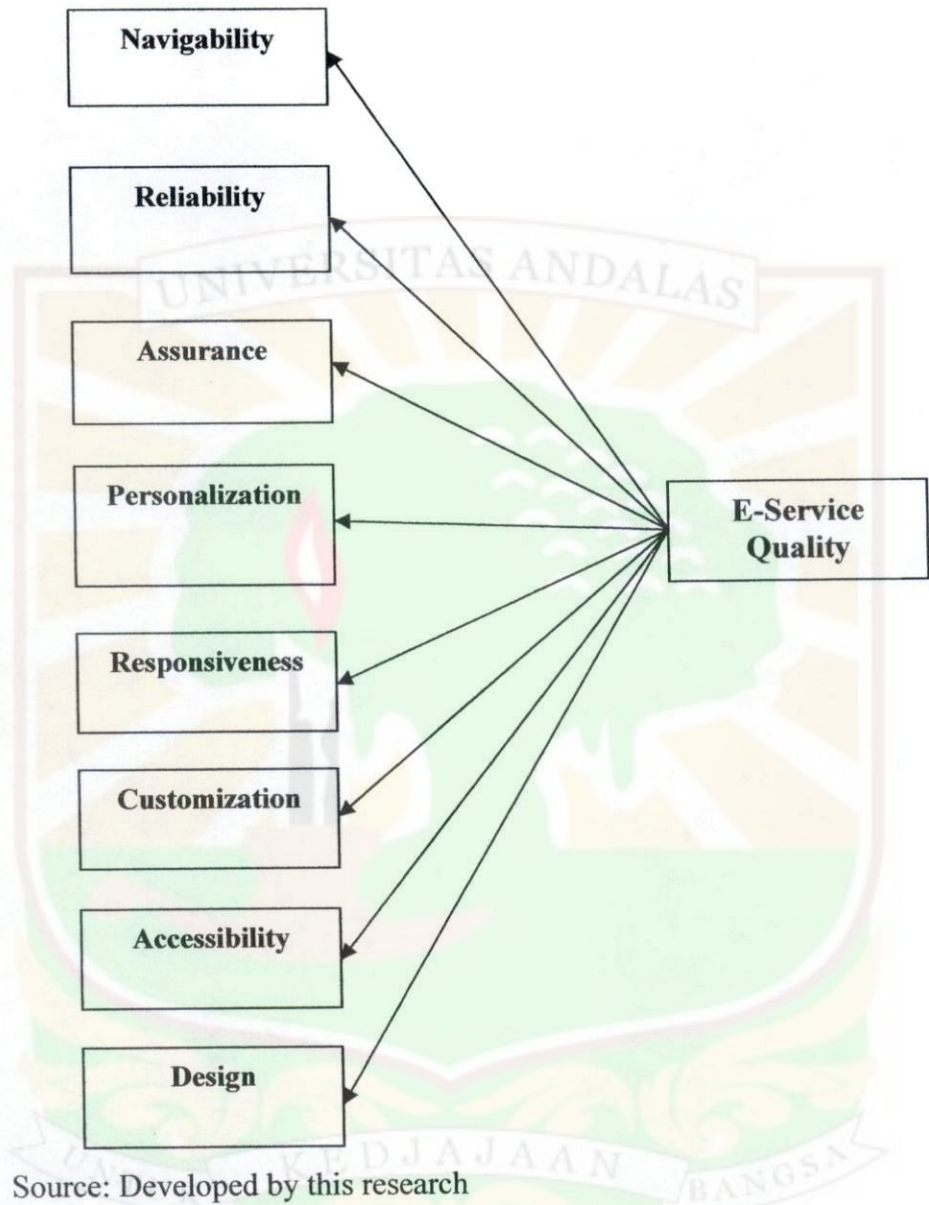 Navigability
Reliability
UNIVERSITAS ANDALAS
Assurance
Personalization
E-Service
Quality
Responsiveness
Customization
Accessibility
Design
KEDJAJAAN
BANGSA
Source: Developed by this research